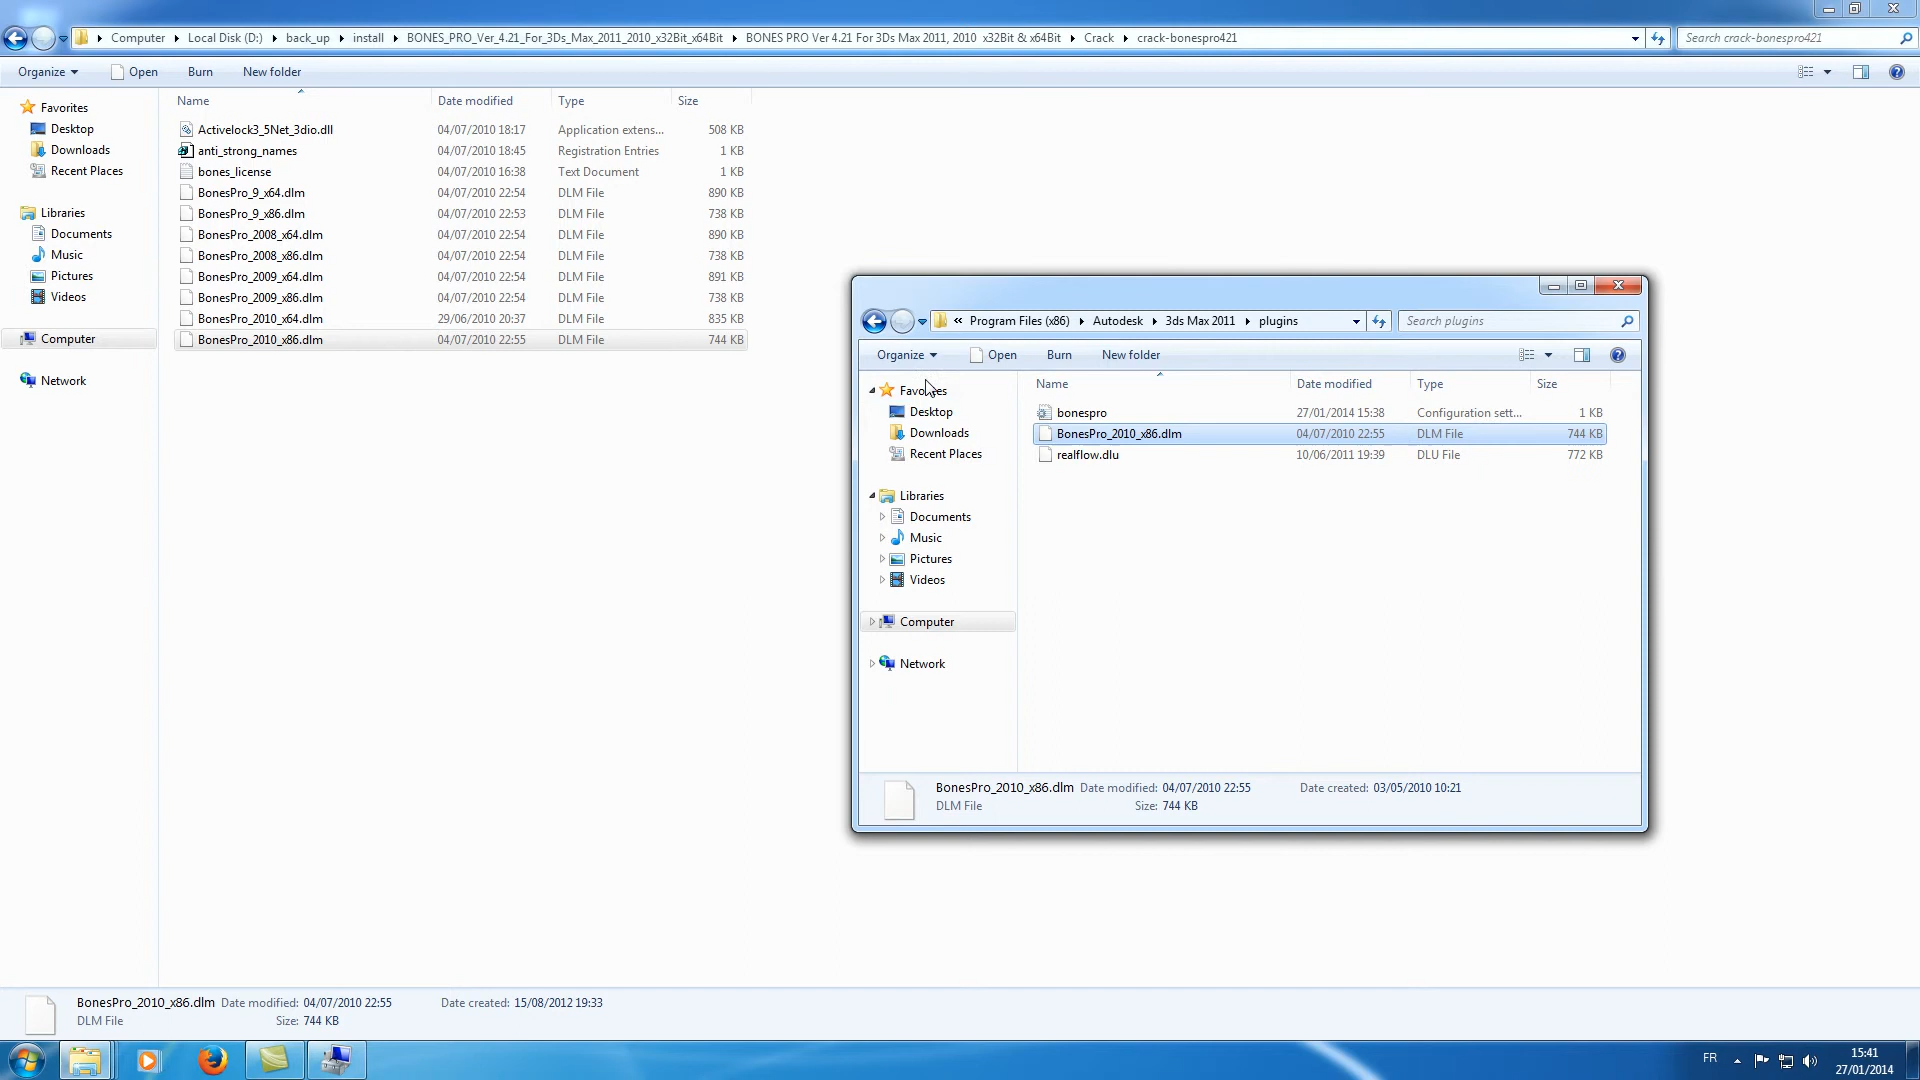 Computer Local Disk (D:) back_up install BONES_PRO_Ver_4.21_For_3Ds_Max_2011_2010_x32Bit_x64Bit BONES PRO Ver 4.21 For 3Ds Max 2011, 2010 x32Bit & x64Bit Crack crack-bonespro421 Search crack-bonespro421
Organize Open Burn New folder
Name Date modified Type Size
Favorites
Desktop
Downloads
Recent Places
Libraries
Documents
Music
Pictures
Videos
Computer
Network
Activelock3_5Net_3dio.dll 04/07/2010 18:17 Application extens... 508 KB
anti_strong_names 04/07/2010 18:45 Registration Entries 1 KB
bones_license 04/07/2010 16:38 Text Document 1 KB
BonesPro_9_x64.dlm 04/07/2010 22:54 DLM File 890 KB
BonesPro_9_x86.dlm 04/07/2010 22:53 DLM File 738 KB
BonesPro_2008_x64.dlm 04/07/2010 22:54 DLM File 890 KB
BonesPro_2008_x86.dlm 04/07/2010 22:54 DLM File 738 KB
BonesPro_2009_x64.dlm 04/07/2010 22:54 DLM File 891 KB
BonesPro_2009_x86.dlm 04/07/2010 22:54 DLM File 738 KB
BonesPro_2010_x64.dlm 29/06/2010 20:37 DLM File 835 KB
BonesPro_2010_x86.dlm 04/07/2010 22:55 DLM File 744 KB
« Program Files (x86) Autodesk 3ds Max 2011 plugins Search plugins
Organize Open Burn New folder
Name Date modified Type Size
Favorites
Desktop
Downloads
Recent Places
Libraries
Documents
Music
Pictures
Videos
Computer
Network
bonespro 27/01/2014 15:38 Configuration sett... 1 KB
BonesPro_2010_x86.dlm 04/07/2010 22:55 DLM File 744 KB
realflow.dlu 10/06/2011 19:39 DLU File 772 KB
BonesPro_2010_x86.dlm Date modified: 04/07/2010 22:55 Date created: 03/05/2010 10:21
DLM File Size: 744 KB
BonesPro_2010_x86.dlm Date modified: 04/07/2010 22:55 Date created: 15/08/2012 19:33
DLM File Size: 744 KB
FR
15:41
27/01/2014